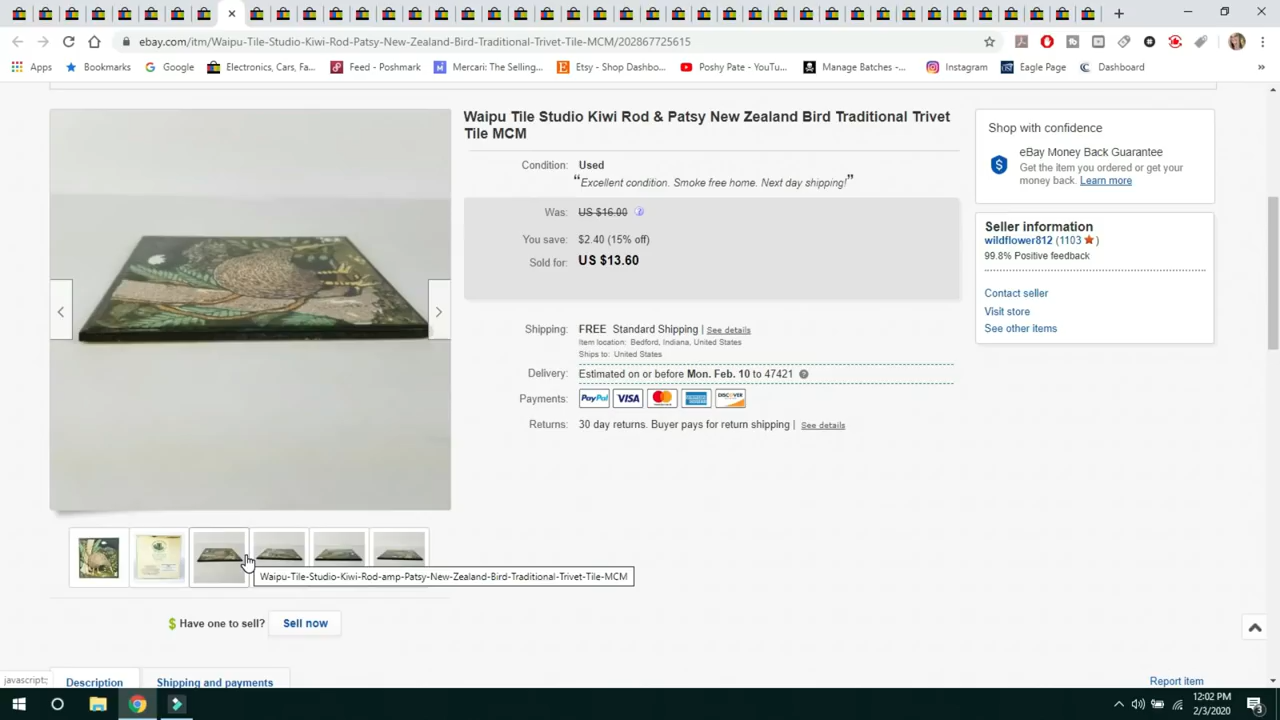 ebay.com/itm/Waipu-Tile-Studio-Kiwi-Rod-Patsy-New-Zealand-Bird-Traditional-Trivet-Tile-MCM/202867725615
Apps Bookmarks Google Electronics, Cars, Fa... Feed - Poshmark Mercari: The Selling... Etsy - Shop Dashbo... Poshy Pate - YouTu... Manage Batches -... Instagram Eagle Page Dashboard »
Waipu Tile Studio Kiwi Rod & Patsy New Zealand Bird Traditional Trivet
Tile MCM
Condition: Used
“Excellent condition. Smoke free home. Next day shipping!”
Was: US $16.00
You save: $2.40 (15% off)
Sold for: US $13.60
Shipping: FREE Standard Shipping | See details
Item location: Bedford, Indiana, United States
Ships to: United States
Delivery: Estimated on or before Mon. Feb. 10 to 47421
Payments: PayPal VISA DISCOVER
Returns: 30 day returns. Buyer pays for return shipping | See details
Shop with confidence
eBay Money Back Guarantee
Get the item you ordered or get your
money back. Learn more
Seller information
wildflower812 (1103 )
99.8% Positive feedback
Contact seller
Visit store
See other items
Waipu-Tile-Studio-Kiwi-Rod-amp-Patsy-New-Zealand-Bird-Traditional-Trivet-Tile-MCM
Have one to sell? Sell now
javascript:;
Description Shipping and payments
Report item
12:02 PM
2/3/2020
3